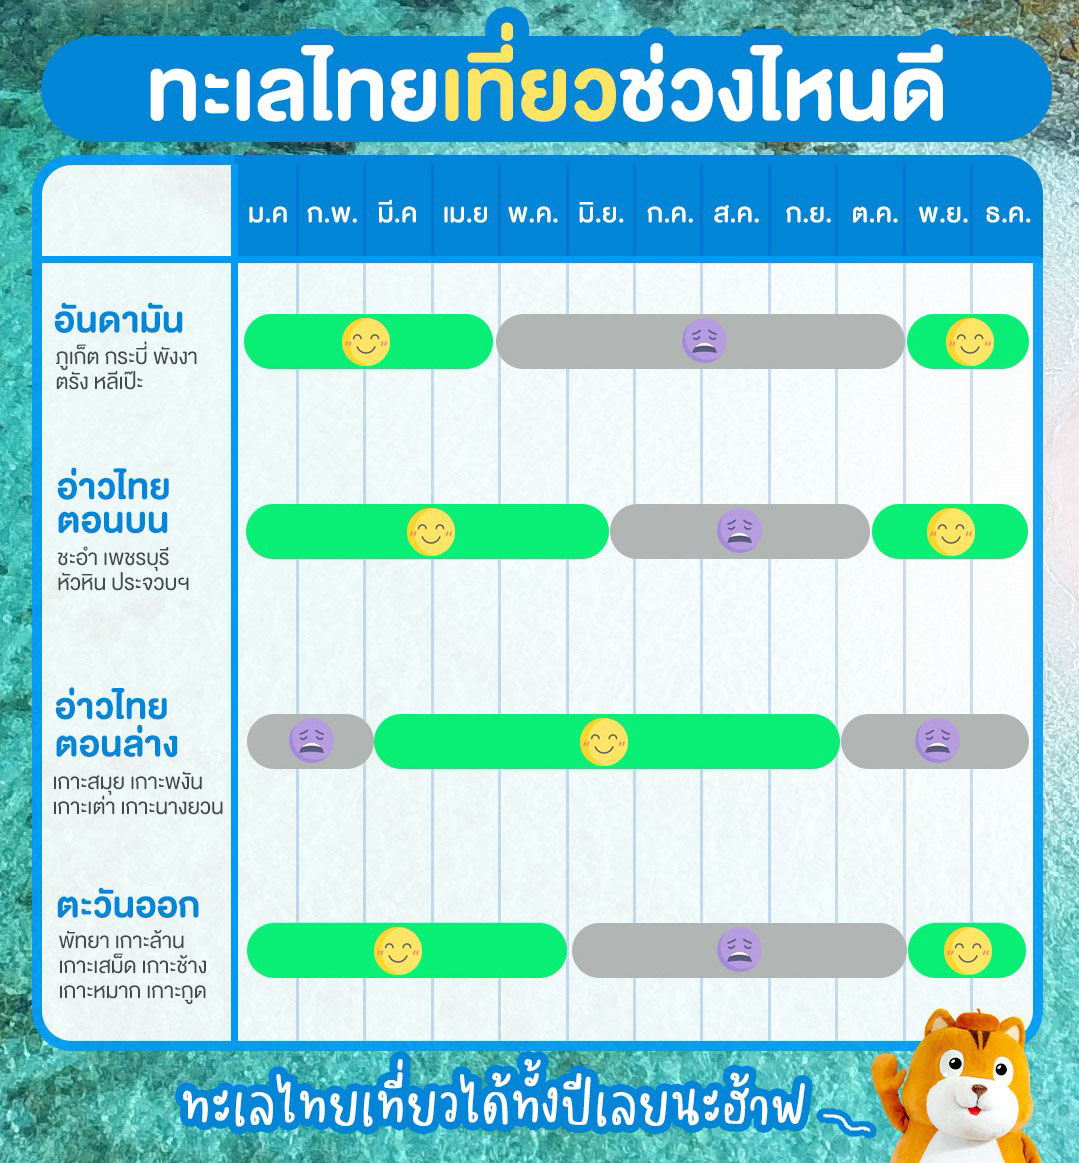 ทะเลไทยเที่ยวช่วงไหนดี
ม.ค ก.พ. มี.ค เม.ย พ.ค. มิ.ย. ก.ค. ส.ค. ก.ย. ต.ค. พ.ย. ธ.ค.
อันดามัน
ภูเก็ต กระบี่ พังงา
ตรัง หลีเป๊ะ
อ่าวไทย
ตอนบน
ชะอำ เพชรบุรี
หัวหิน ประจวบฯ
อ่าวไทย
ตอนล่าง
เกาะสมุย เกาะพงัน
เกาะเต่า เกาะนางยวน
ตะวันออก
พัทยา เกาะล้าน
เกาะเสม็ด เกาะช้าง
เกาะหมาก เกาะกูด
ทะเลไทยเที่ยวได้ทั้งปีเลยนะฮ้าฟ